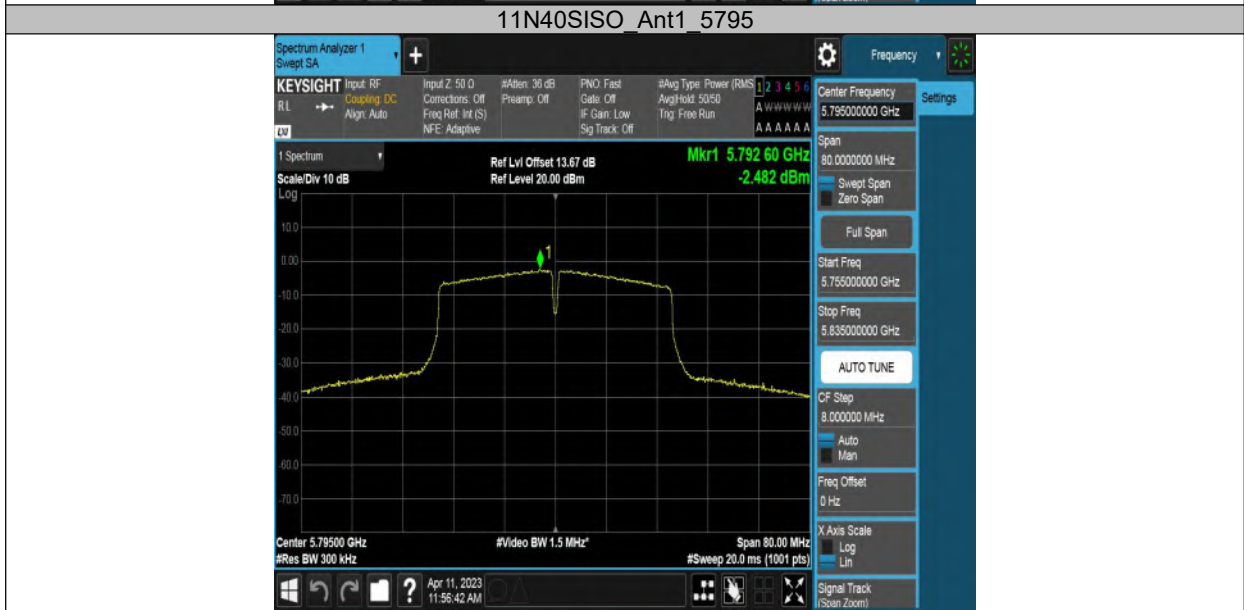 (Span Zoom)
11N40SISO_Ant1_5795
Spectrum Analyzer 1
Swept SA
Frequency
KEYSIGHT
RL
LXI
Input: RF
Coupling: DC
Align: Auto
Input Z: 50 Ω
Corrections: Off
Freq Ref: Int (S)
NFE: Adaptive
#Atten: 36 dB
Preamp: Off
PNO: Fast
Gate: Off
IF Gain: Low
Sig Track: Off
#Avg Type: Power (RMS
Avg|Hold: 50/50
Trig: Free Run
1 2 3 4 5 6
A W W W W W
A A A A A A
1 Spectrum
Scale/Div 10 dB
Log
Ref Lvl Offset 13.67 dB
Ref Level 20.00 dBm
Mkr1 5.792 60 GHz
-2.482 dBm
10.0
0.00
-10.0
-20.0
-30.0
-40.0
-50.0
-60.0
-70.0
1
Center 5.79500 GHz
#Res BW 300 kHz
#Video BW 1.5 MHz*
Span 80.00 MHz
#Sweep 20.0 ms (1001 pts)
?
Apr 11, 2023
11:56:42 AM
Center Frequency
5.795000000 GHz
Settings
Span
80.0000000 MHz
Swept Span
Zero Span
Full Span
Start Freq
5.755000000 GHz
Stop Freq
5.835000000 GHz
AUTO TUNE
CF Step
8.000000 MHz
Auto
Man
Freq Offset
0 Hz
X Axis Scale
Log
Lin
Signal Track
(Span Zoom)